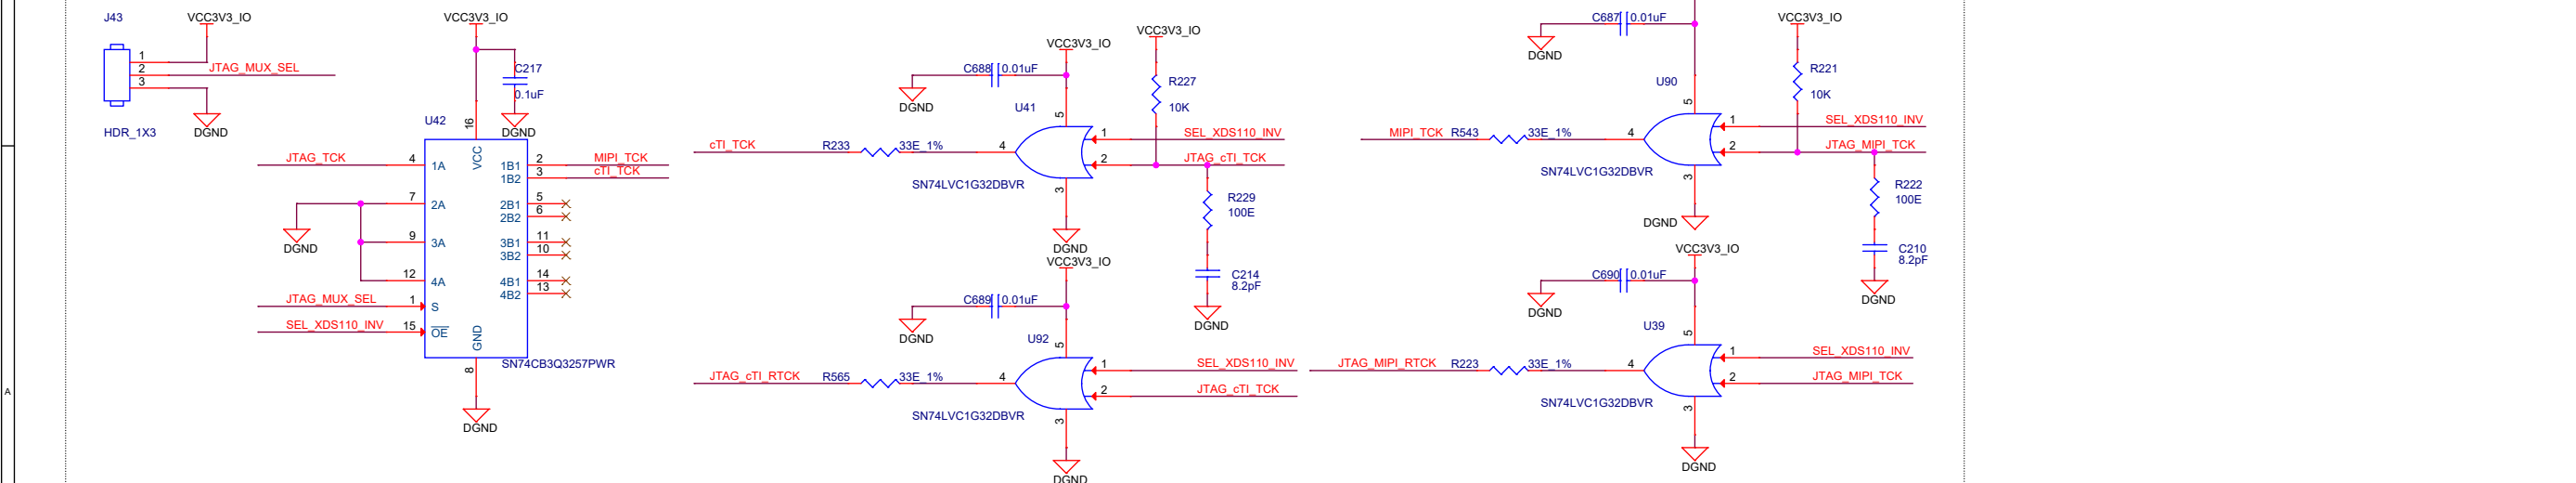 J43
VCC3V3_IO
1
2
3
JTAG_MUX_SEL
HDR_1X3
DGND
VCC3V3_IO
C217
0.1uF
DGND
U42
16
VCC
JTAG_TCK
4
1A
7
2A
9
3A
12
4A
DGND
JTAG_MUX_SEL
1
S
SEL_XDS110_INV
15
OE
GND
8
DGND
SN74CB3Q3257PWR
1B1
2
MIPI_TCK
1B2
3
cTI_TCK
2B1
5
2B2
6
3B1
11
3B2
10
4B1
14
4B2
13
VCC3V3_IO
C688
0.01uF
DGND
U41
5
cTI_TCK
R233
33E_1%
4
SN74LVC1G32DBVR
3
DGND
1
SEL_XDS110_INV
2
JTAG_cTI_TCK
VCC3V3_IO
R227
10K
R229
100E
C214
8.2pF
DGND
VCC3V3_IO
C689
0.01uF
DGND
U92
5
JTAG_cTI_RTCK
R565
33E_1%
4
SN74LVC1G32DBVR
3
DGND
1
SEL_XDS110_INV
2
JTAG_cTI_TCK
C687
0.01uF
DGND
U90
5
MIPI_TCK
R543
33E_1%
4
SN74LVC1G32DBVR
3
DGND
1
SEL_XDS110_INV
2
JTAG_MIPI_TCK
VCC3V3_IO
R221
10K
R222
100E
C210
8.2pF
DGND
VCC3V3_IO
C690
0.01uF
DGND
U39
5
JTAG_MIPI_RTCK
R223
33E_1%
4
SN74LVC1G32DBVR
3
DGND
1
SEL_XDS110_INV
2
JTAG_MIPI_TCK
A